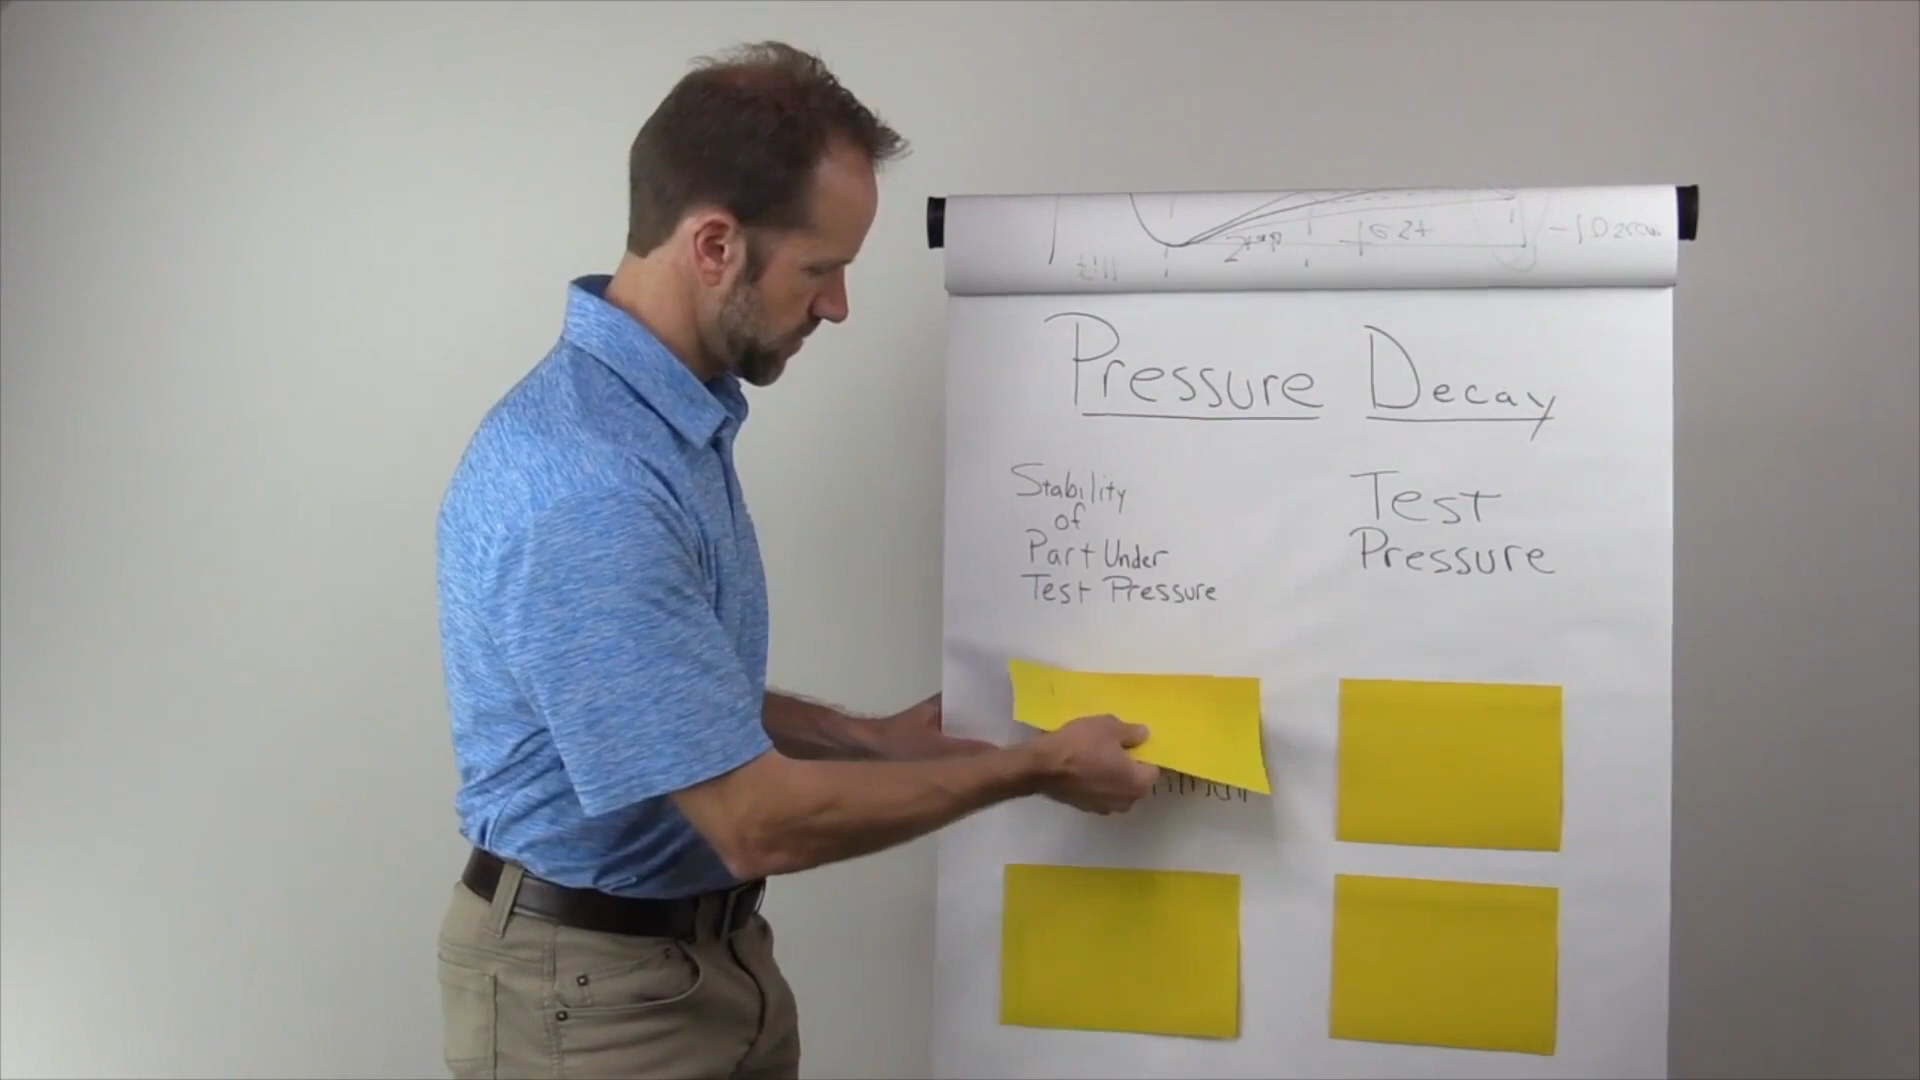 Pressure Decay
Stability
of
Part Under
Test Pressure
Test
Pressure